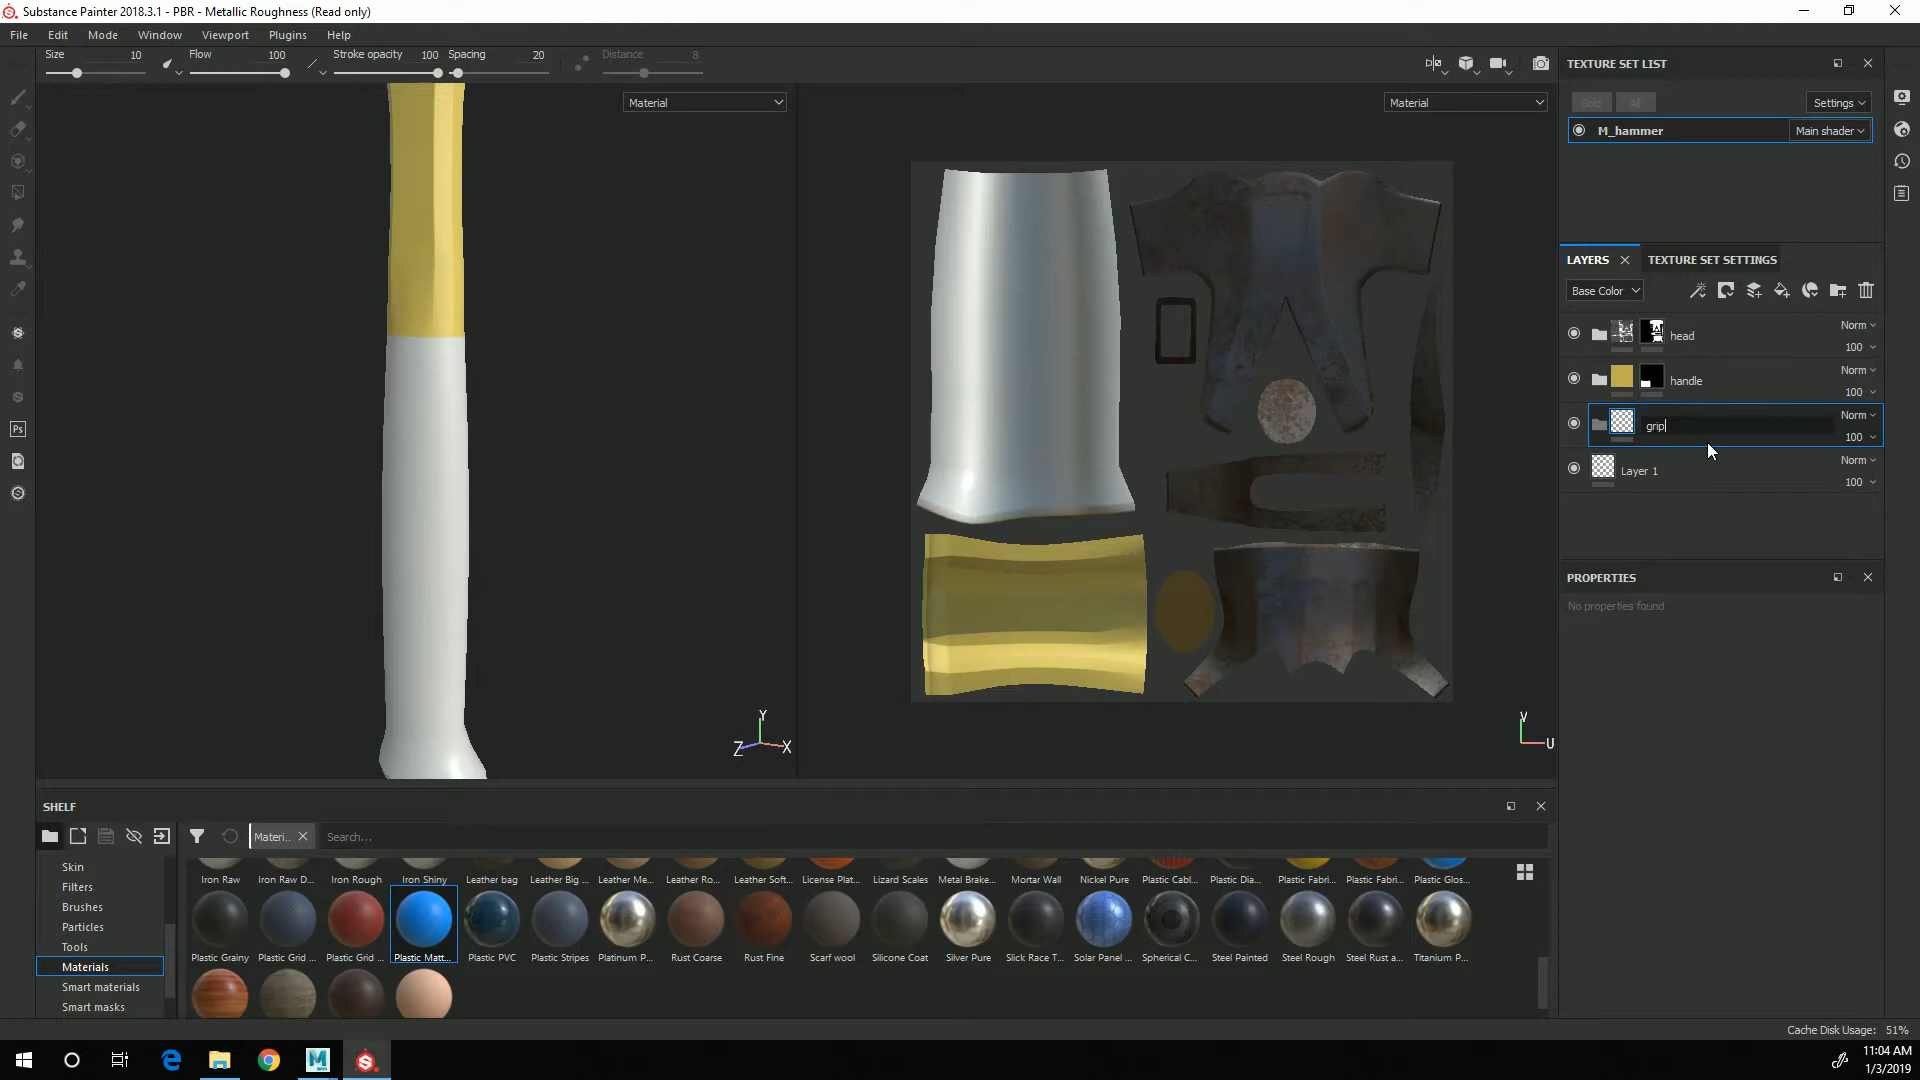 Substance Painter 2018.3.1 - PBR - Metallic Roughness (Read only)
File Edit Mode Window Viewport Plugins Help
Size 10 Flow 100 Stroke opacity 100 Spacing 20 Distance 8
Material
Material
Y
Z X
V
U
TEXTURE SET LIST
Solo All Settings
M_hammer Main shader
LAYERS TEXTURE SET SETTINGS
Base Color
head Norm 100
handle Norm 100
grip Norm 100
Layer 1 Norm 100
PROPERTIES
No properties found
SHELF
Materi.. Search...
Skin
Filters
Brushes
Particles
Tools
Materials
Smart materials
Smart masks
Iron Raw Iron Raw D... Iron Rough Iron Shiny Leather bag Leather Big ... Leather Me... Leather Ro... Leather Soft... License Plat... Lizard Scales Metal Brake... Mortar Wall Nickel Pure Plastic Cabl... Plastic Dia... Plastic Fabri... Plastic Fabri... Plastic Glos...
Plastic Grainy Plastic Grid ... Plastic Grid ... Plastic Matt... Plastic PVC Plastic Stripes Platinum P... Rust Coarse Rust Fine Scarf wool Silicone Coat Silver Pure Slick Race T... Solar Panel ... Spherical C... Steel Painted Steel Rough Steel Rust a... Titanium P...
Cache Disk Usage: 51%
Ps
11:04 AM
1/3/2019